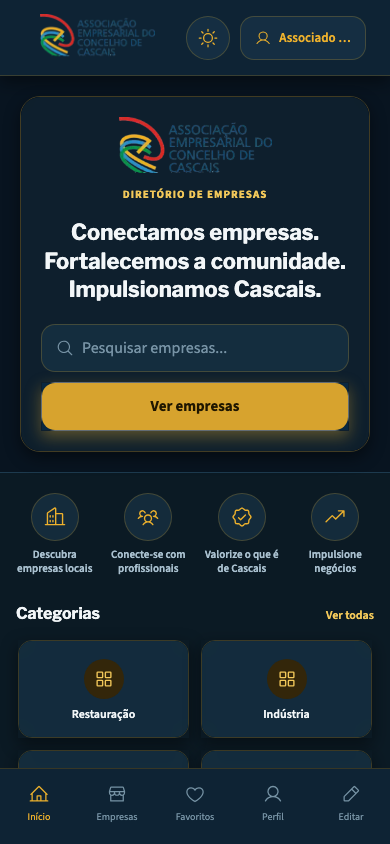 ASSOCIAÇÃO
EMPRESARIAL DO
CONCELHO DE
CASCAIS
Associado ...
ASSOCIAÇÃO
EMPRESARIAL DO
CONCELHO DE
CASCAIS
DIRETÓRIO DE EMPRESAS
Conectamos empresas.
Fortalecemos a comunidade.
Impulsionamos Cascais.
Pesquisar empresas...
Ver empresas
Descubra
empresas locais
Conecte-se com
profissionais
Valorize o que é
de Cascais
Impulsione
negócios
Categorias
Ver todas
Restauração
Indústria
Início
Empresas
Favoritos
Perfil
Editar